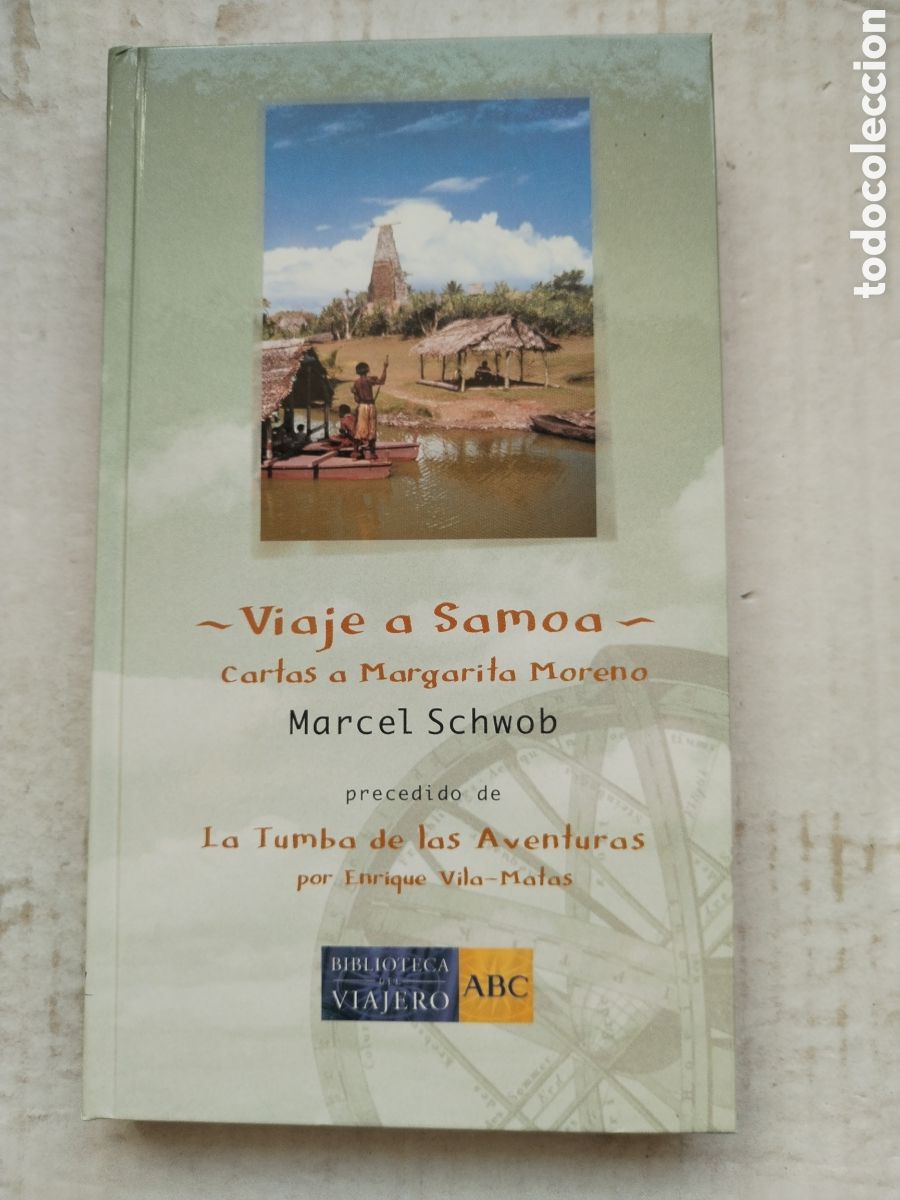 todocoleccion
~Viaje a Samoa~
Cartas a Margarita Moreno
Marcel Schwob
precedido de
La Tumba de las Aventuras
por Enrique Vila-Matas
BIBLIOTECA
DEL
VIAJERO
ABC